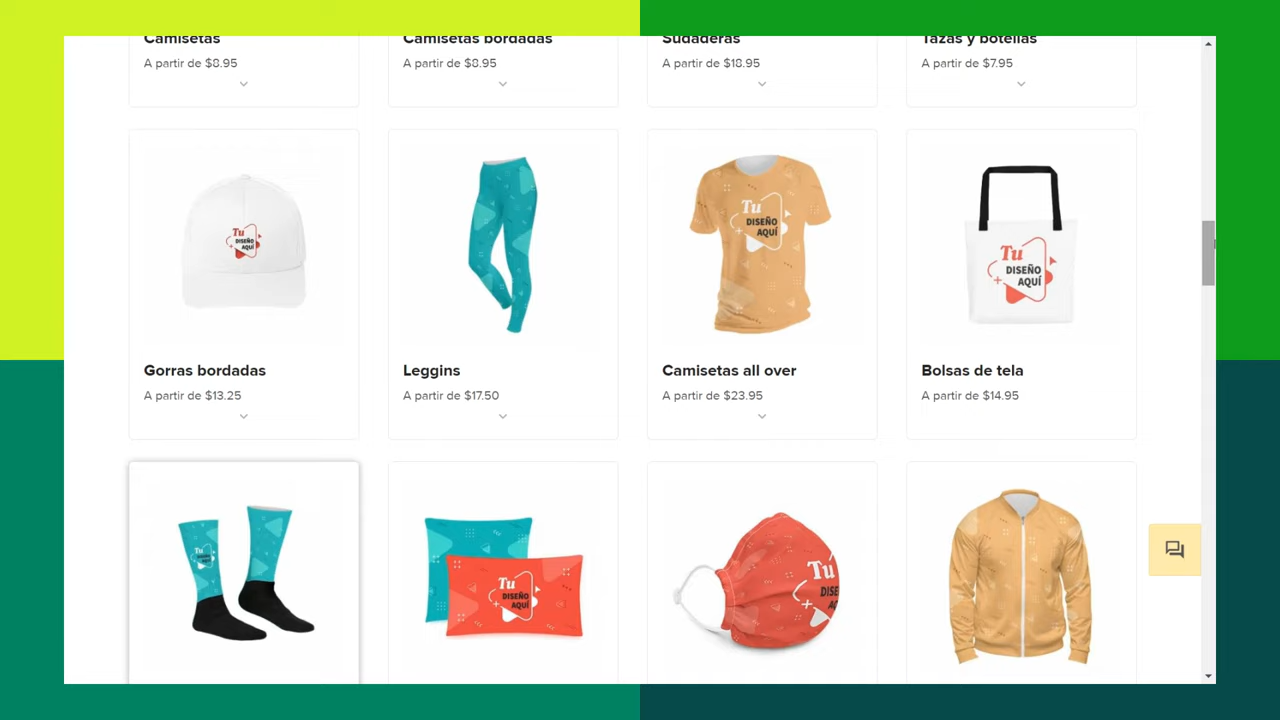 Camisetas
Camisetas bordadas
Sudaderas
Tazas y botellas
A partir de $8.95
A partir de $8.95
A partir de $18.95
A partir de $7.95
Tu
DISEÑO
AQUÍ
Tu
DISEÑO
AQUÍ
Tu
DISEÑO
AQUÍ
Gorras bordadas
Leggins
Camisetas all over
Bolsas de tela
A partir de $13.25
A partir de $17.50
A partir de $23.95
A partir de $14.95
Tu
Tu
DISEÑO
AQUÍ
Tu
DISE